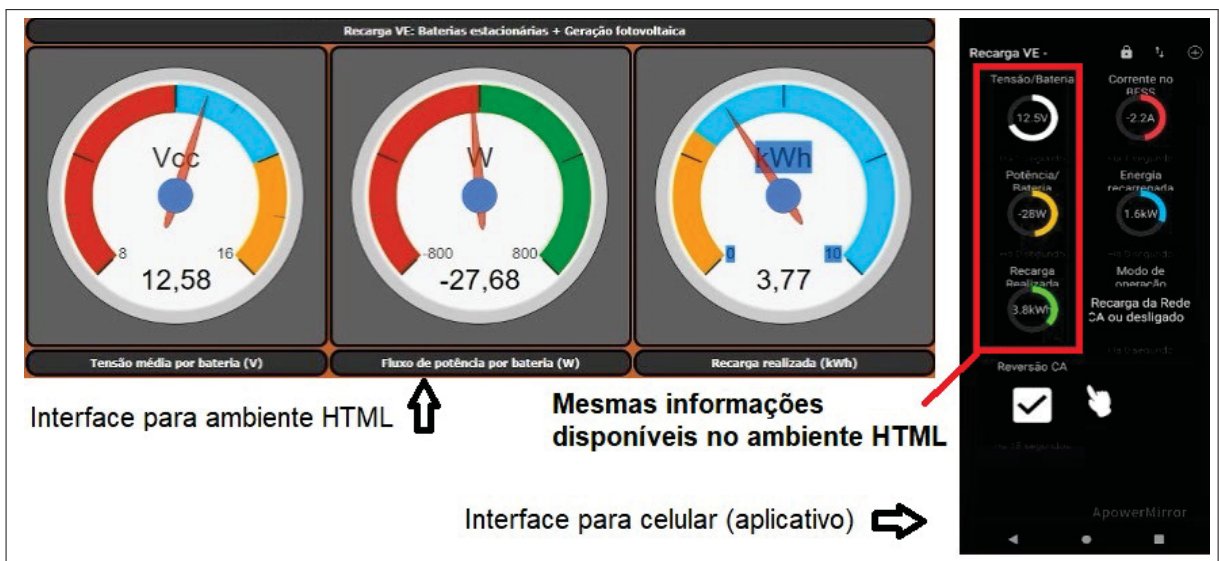 Recarga VE: Baterias estacionárias + Geração fotovoltaica
Vcc
8
16
12,58
Tensão média por bateria (V)
W
-800
800
-27,68
Fluxo de potência por bateria (W)
kWh
0
10
3,77
Recarga realizada (kWh)
Interface para ambiente HTML
Mesmas informações
disponíveis no ambiente HTML
Interface para celular (aplicativo)
Recarga VE -
Tensão/Bateria
12.5V
Corrente no
BESS
-2.2A
Potência/
Bateria
-28W
Energia
recarregada
1.6kW
Recarga
Realizada
3.8kWh
Modo de
operação
Recarga da Rede
CA ou desligado
Reversão CA
ApowerMirror